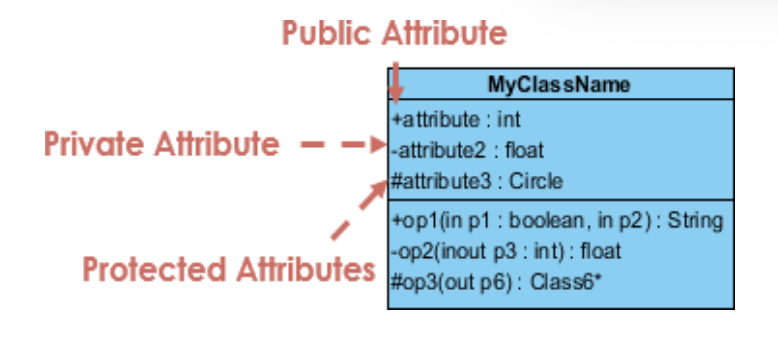 Public Attribute
MyClassName
+attribute : int
Private Attribute
-attribute2 : float
#attribute3 : Circle
+op1(in p1 : boolean, in p2) : String
-op2(inout p3 : int) : float
Protected Attributes
#op3(out p6) : Class6*